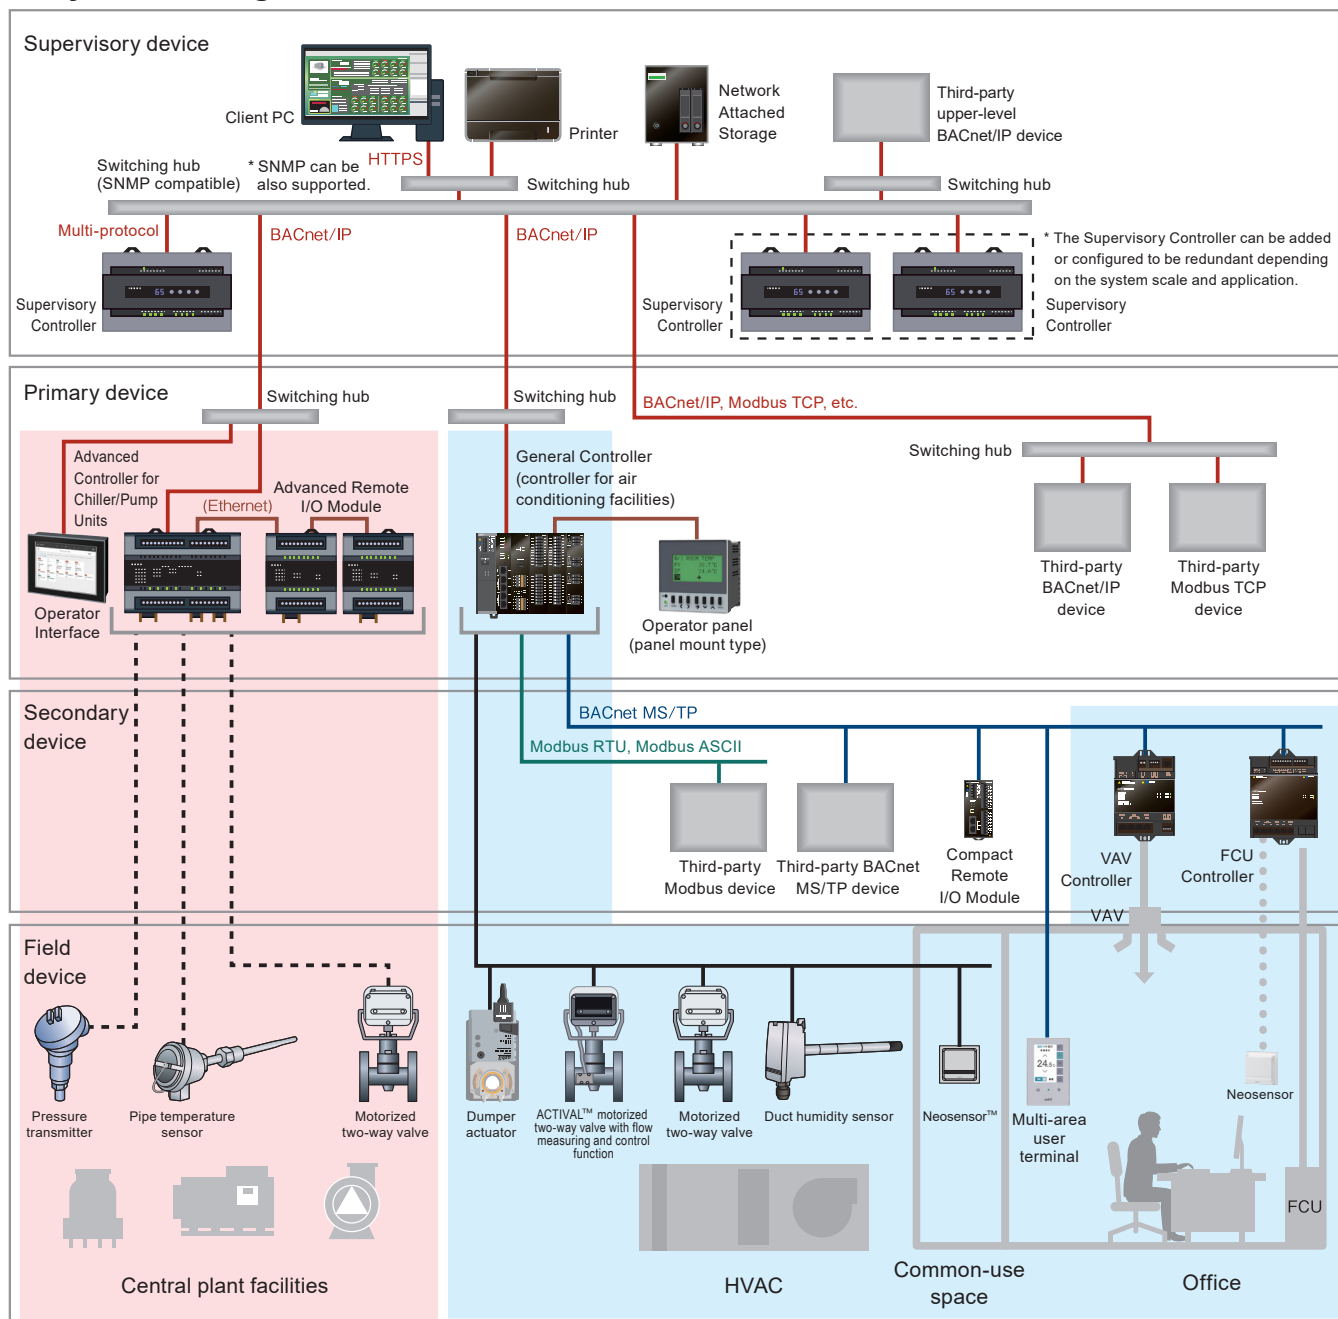 Supervisory device
Client PC
Printer
Network
Attached
Storage
Third-party
upper-level
BACnet/IP device
Switching hub
(SNMP compatible)
* SNMP can be
also supported.
HTTPS
Switching hub
Switching hub
Multi-protocol
BACnet/IP
BACnet/IP
* The Supervisory Controller can be added
or configured to be redundant depending
on the system scale and application.
Supervisory
Controller
Supervisory
Controller
Supervisory
Controller
65
65
65
Primary device
Switching hub
Switching hub
BACnet/IP, Modbus TCP, etc.
Advanced
Controller for
Chiller/Pump
Units
(Ethernet)
Advanced Remote
I/O Module
General Controller
(controller for air
conditioning facilities)
Switching hub
Operator
Interface
Operator panel
(panel mount type)
Third-party
BACnet/IP
device
Third-party
Modbus TCP
device
Secondary
device
BACnet MS/TP
Modbus RTU, Modbus ASCII
Third-party
Modbus device
Third-party BACnet
MS/TP device
Compact
Remote
I/O Module
VAV
Controller
FCU
Controller
VAV
Field
device
Pressure
transmitter
Pipe temperature
sensor
Motorized
two-way valve
Dumper
actuator
ACTIVAL™ motorized
two-way valve with flow
measuring and control
function
Motorized
two-way valve
Duct humidity sensor
Neosensor™
24.5
Multi-area
user
terminal
Neosensor
FCU
Central plant facilities
HVAC
Common-use
space
Office